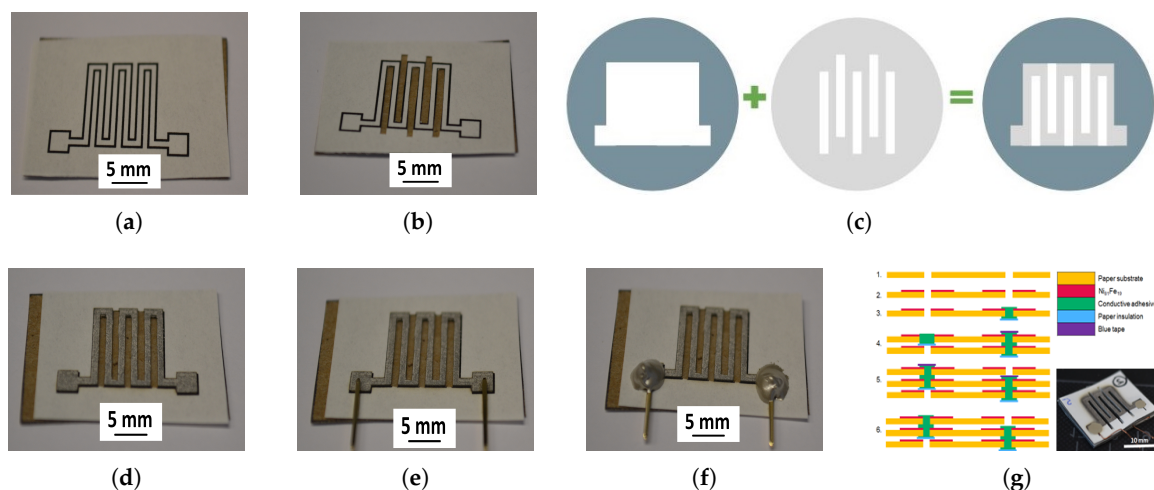 5 mm
5 mm
(a)
(b)
(c)
5 mm
5 mm
5 mm
1.
2.
3.
4.
5.
6.
Paper substrate
Ni₈₁Fe₁₉
Conductive adhesive
Paper insulation
Blue tape
10 mm
(d)
(e)
(f)
(g)